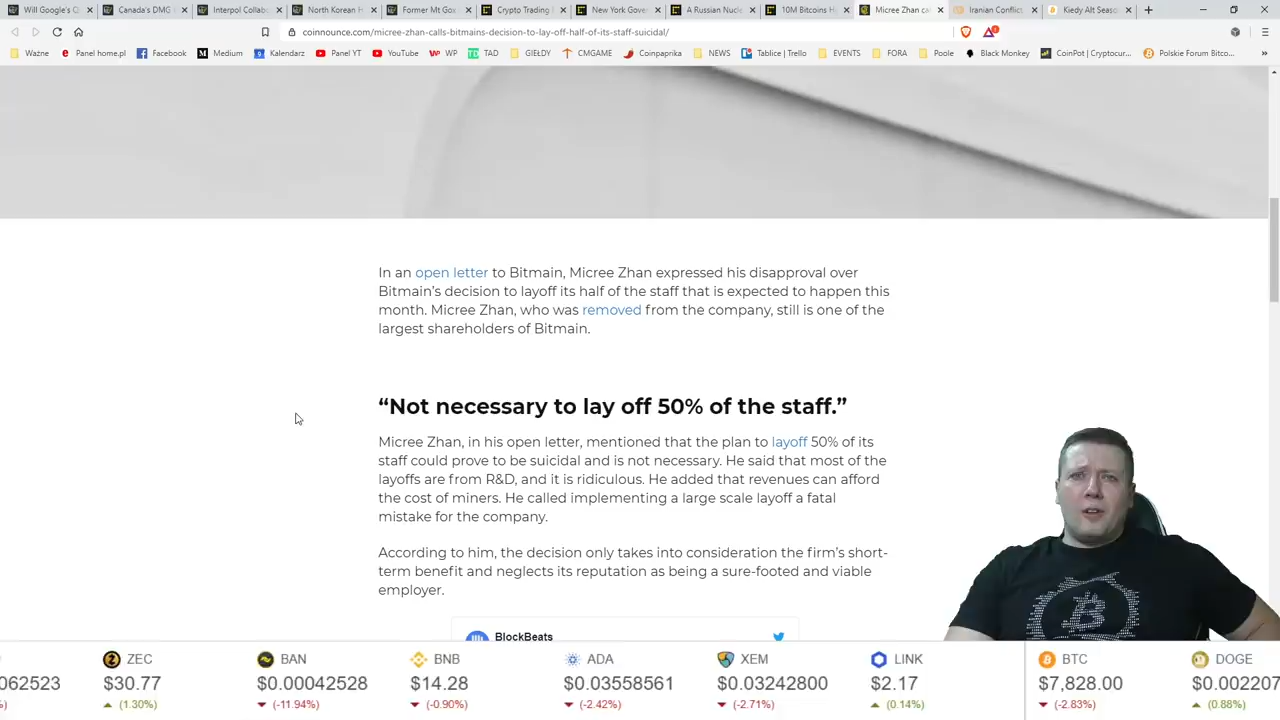 Will Google's Q
Canada's DMG
Interpol Collab
North Korean H
Former Mt Gox
Crypto Trading
New York Gove
A Russian Nucle
10M Bitcoins H
Micree Zhan ca
Iranian Conflict
Kiedy Alt Seaso
coinnounce.com/micree-zhan-calls-bitmains-decision-to-lay-off-half-of-its-staff-suicidal/
Ważne
Panel home.pl
Facebook
Medium
Kalendarz
Panel YT
YouTube
WP
TAD
GIEŁDY
CMGAME
Coinpaprika
NEWS
Tablice | Trello
EVENTS
FORA
Poole
Black Monkey
CoinPot | Cryptocur...
Polskie Forum Bitco...
In an open letter to Bitmain, Micree Zhan expressed his disapproval over
Bitmain's decision to layoff its half of the staff that is expected to happen this
month. Micree Zhan, who was removed from the company, still is one of the
largest shareholders of Bitmain.
“Not necessary to lay off 50% of the staff.”
Micree Zhan, in his open letter, mentioned that the plan to layoff 50% of its
staff could prove to be suicidal and is not necessary. He said that most of the
layoffs are from R&D, and it is ridiculous. He added that revenues can afford
the cost of miners. He called implementing a large scale layoff a fatal
mistake for the company.
According to him, the decision only takes into consideration the firm's short-
term benefit and neglects its reputation as being a sure-footed and viable
employer.
BlockBeats
ZEC BAN BNB ADA XEM LINK BTC DOGE
062523 $30.77 $0.00042528 $14.28 $0.03558561 $0.03242800 $2.17 $7,828.00 $0.002207
%) (1.30%) (-11.94%) (-0.90%) (-2.42%) (-2.71%) (0.14%) (-2.83%) (0.88%)